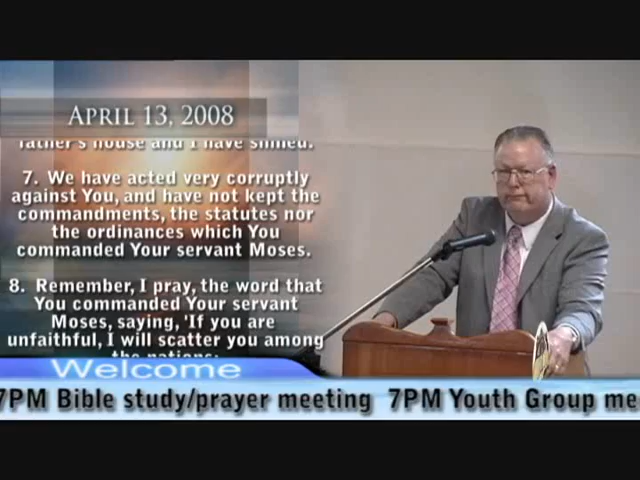 APRIL 13, 2008
father's house and I have sinned.
7. We have acted very corruptly
against You, and have not kept the
commandments, the statutes nor
the ordinances which You
commanded Your servant Moses.
8. Remember, I pray, the word that
You commanded Your servant
Moses, saying, 'If you are
unfaithful, I will scatter you among
the nations;
Welcome
7PM Bible study/prayer meeting 7PM Youth Group me